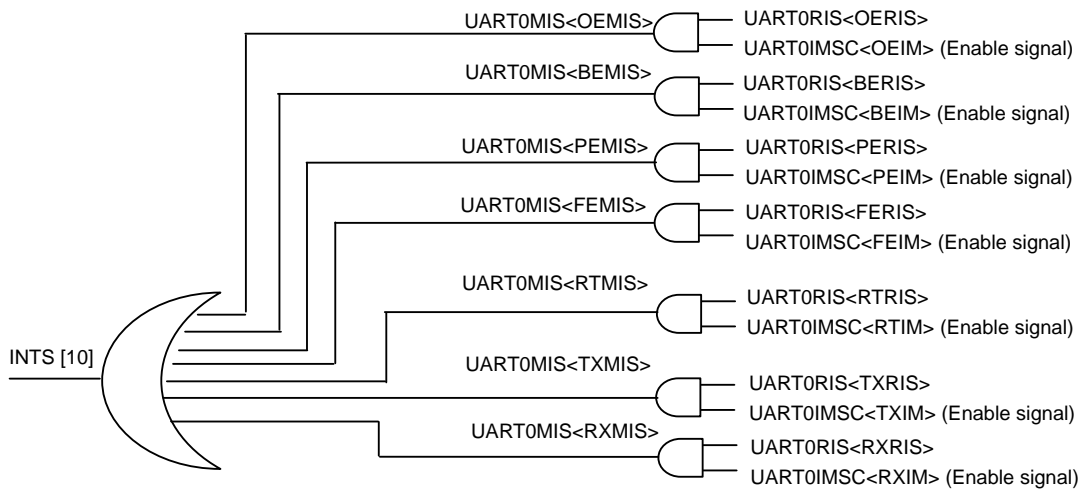 UART0MIS<OEMIS>
UART0RIS<OERIS>
UART0IMSC<OEIM> (Enable signal)
UART0MIS<BEMIS>
UART0RIS<BERIS>
UART0IMSC<BEIM> (Enable signal)
UART0MIS<PEMIS>
UART0RIS<PERIS>
UART0IMSC<PEIM> (Enable signal)
UART0MIS<FEMIS>
UART0RIS<FERIS>
UART0IMSC<FEIM> (Enable signal)
UART0MIS<RTMIS>
UART0RIS<RTRIS>
UART0IMSC<RTIM> (Enable signal)
INTS [10]
UART0MIS<TXMIS>
UART0RIS<TXRIS>
UART0IMSC<TXIM> (Enable signal)
UART0MIS<RXMIS>
UART0RIS<RXRIS>
UART0IMSC<RXIM> (Enable signal)